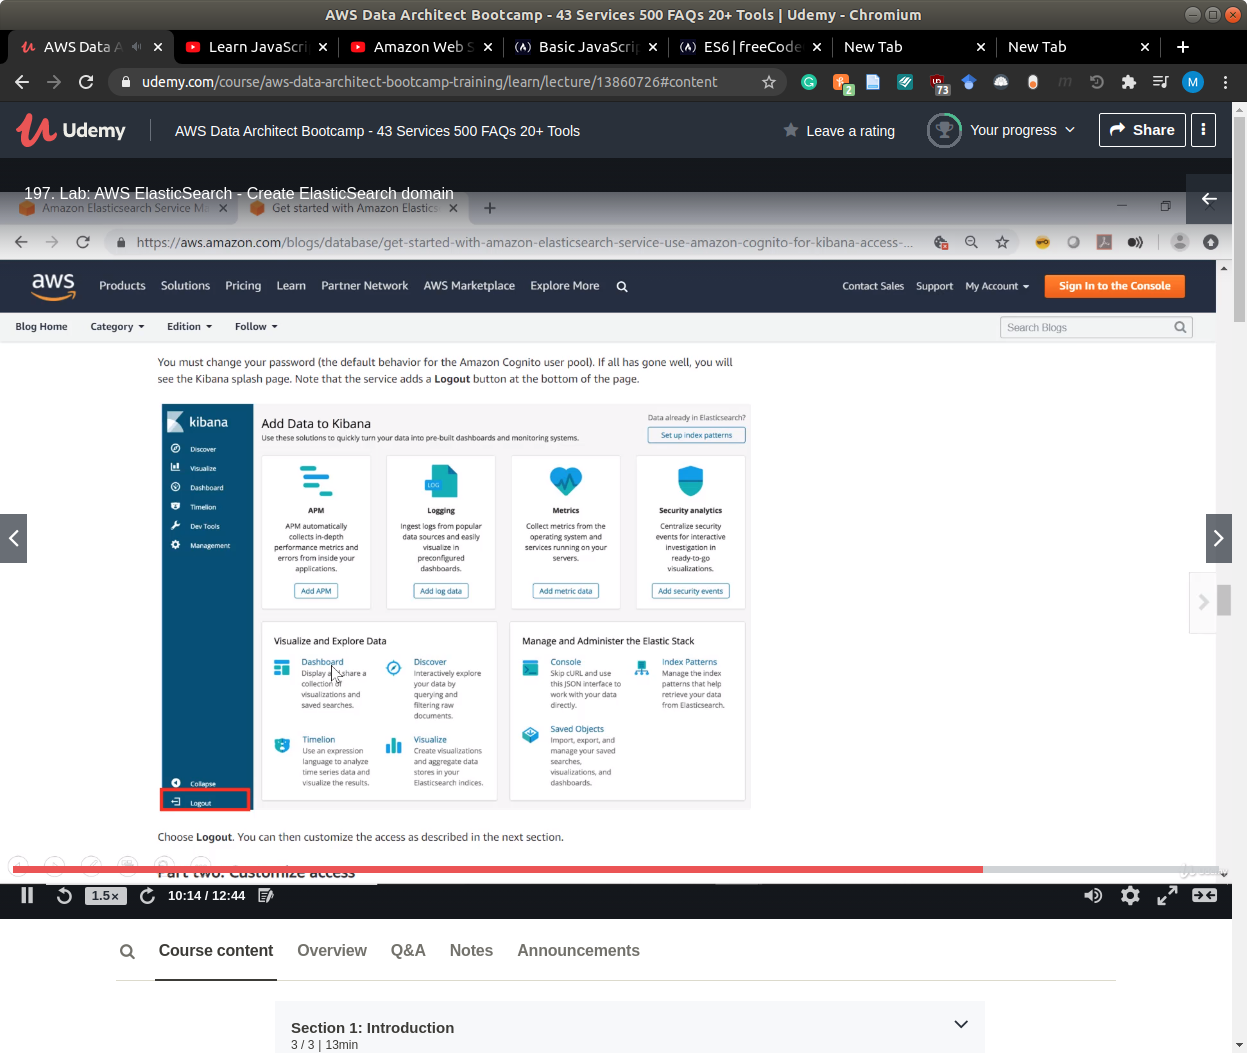 AWS Data Architect Bootcamp - 43 Services 500 FAQs 20+ Tools | Udemy - Chromium
AWS Data A
Learn JavaScri
Amazon Web S
Basic JavaScrip
ES6 | freeCode
New Tab
New Tab
udemy.com/course/aws-data-architect-bootcamp-training/learn/lecture/13860726#content
2
73
M
Udemy
AWS Data Architect Bootcamp - 43 Services 500 FAQs 20+ Tools
Leave a rating
Your progress
Share
197. Lab: AWS ElasticSearch - Create ElasticSearch domain
Amazon Elasticsearch Service M
Get started with Amazon Elastics
https://aws.amazon.com/blogs/database/get-started-with-amazon-elasticsearch-service-use-amazon-cognito-for-kibana-access-...
aws
Products
Solutions
Pricing
Learn
Partner Network
AWS Marketplace
Explore More
Contact Sales
Support
My Account
Sign In to the Console
Blog Home
Category
Edition
Follow
Search Blogs
You must change your password (the default behavior for the Amazon Cognito user pool). If all has gone well, you will
see the Kibana splash page. Note that the service adds a Logout button at the bottom of the page.
kibana
Discover
Visualize
Dashboard
Timelion
Dev Tools
Management
Collapse
Logout
Add Data to Kibana
Use these solutions to quickly turn your data into pre-built dashboards and monitoring systems.
Data already in Elasticsearch?
Set up index patterns
APM
APM automatically
collects in-depth
performance metrics and
errors from inside your
applications.
Add APM
LOG
Logging
Ingest logs from popular
data sources and easily
visualize in
preconfigured
dashboards.
Add log data
Metrics
Collect metrics from the
operating system and
services running on your
servers.
Add metric data
Security analytics
Centralize security
events for interactive
investigation in
ready-to-go
visualizations.
Add security events
Visualize and Explore Data
Dashboard
Display share a
collection of
visualizations and
saved searches.
Discover
Interactively explore
your data by
querying and
filtering raw
documents.
Timelion
Use an expression
language to analyze
time series data and
visualize the results.
Visualize
Create visualizations
and aggregate data
stores in your
Elasticsearch indices.
Manage and Administer the Elastic Stack
Console
Skip cURL and use
this JSON interface to
work with your data
directly.
Index Patterns
Manage the index
patterns that help
retrieve your data
from Elasticsearch.
Saved Objects
Import, export, and
manage your saved
searches,
visualizations, and
dashboards.
Choose Logout. You can then customize the access as described in the next section.
Part two: Customize access
1.5×
10:14 / 12:44
Course content
Overview
Q&A
Notes
Announcements
Section 1: Introduction
3 / 3 | 13min